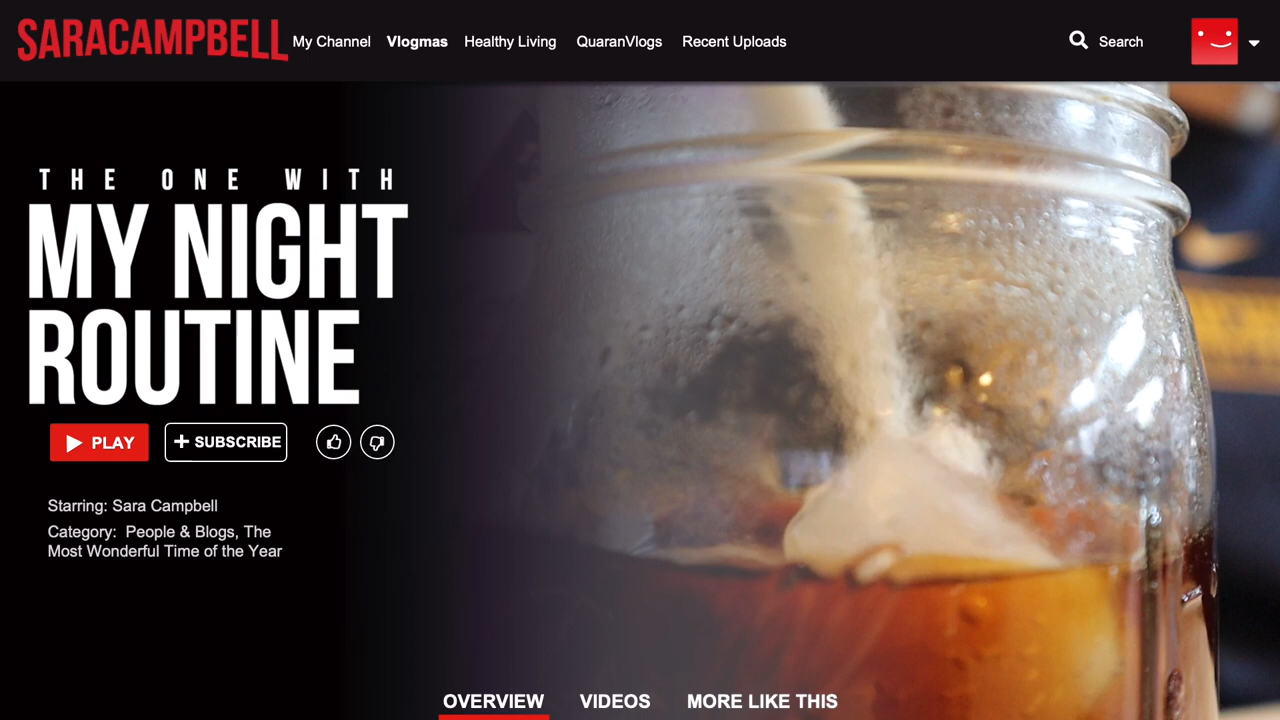 SARACAMPBELL My Channel Vlogmas Healthy Living QuaranVlogs Recent Uploads Search
THE ONE WITH
MY NIGHT
ROUTINE
PLAY + SUBSCRIBE
Starring: Sara Campbell
Category: People & Blogs, The
Most Wonderful Time of the Year
OVERVIEW VIDEOS MORE LIKE THIS